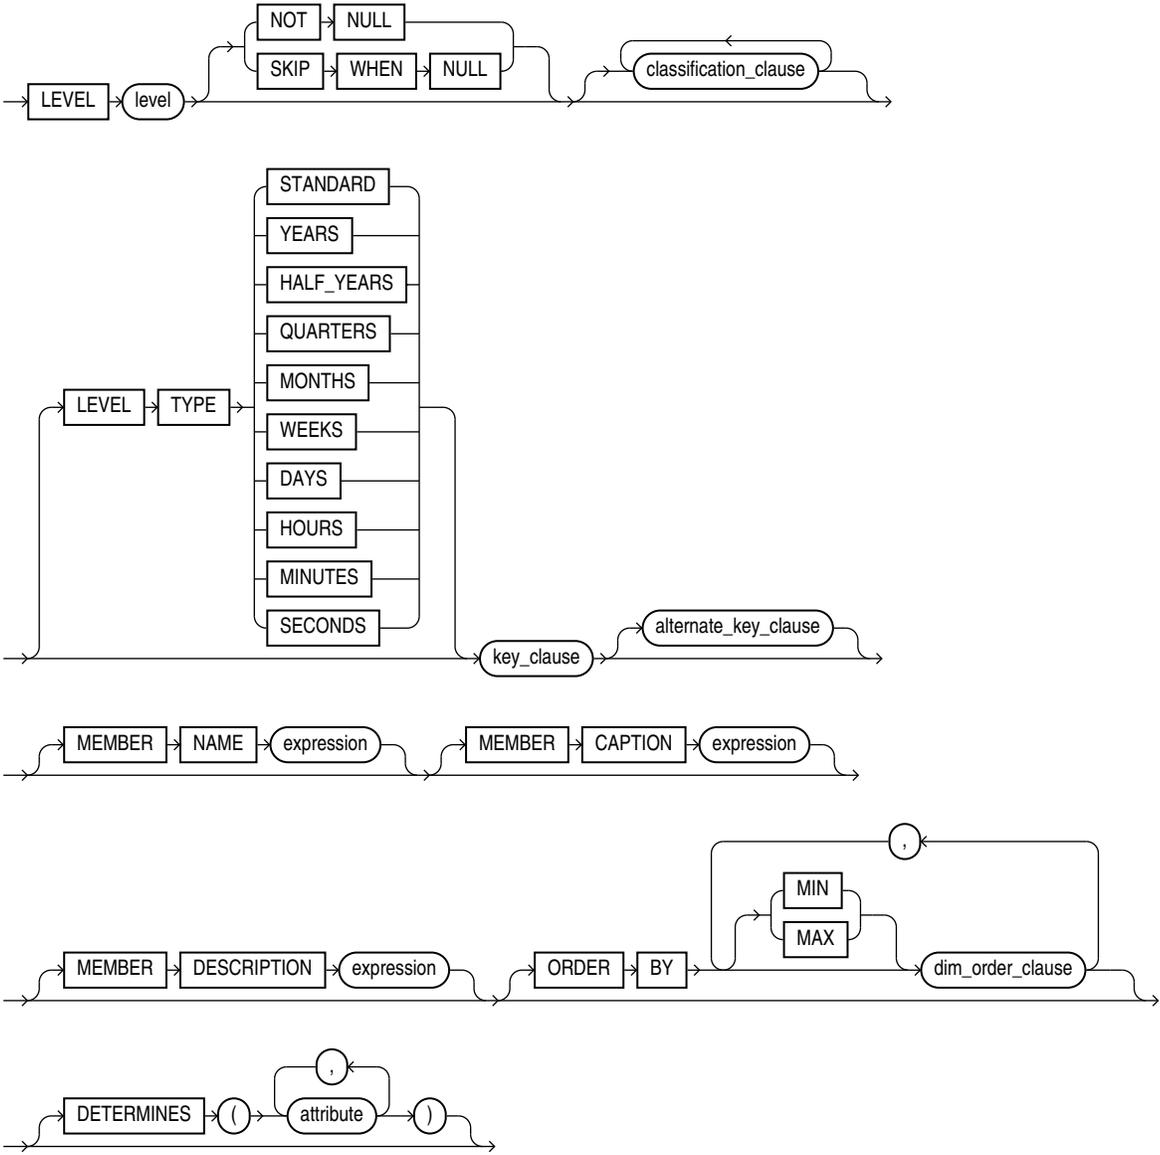 NOT NULL
SKIP WHEN NULL
classification_clause
LEVEL level
STANDARD
YEARS
HALF_YEARS
QUARTERS
MONTHS
LEVEL TYPE
WEEKS
DAYS
HOURS
MINUTES
SECONDS
alternate_key_clause
key_clause
MEMBER NAME expression MEMBER CAPTION expression
,
MIN
MAX
MEMBER DESCRIPTION expression ORDER BY dim_order_clause
,
DETERMINES ( attribute )